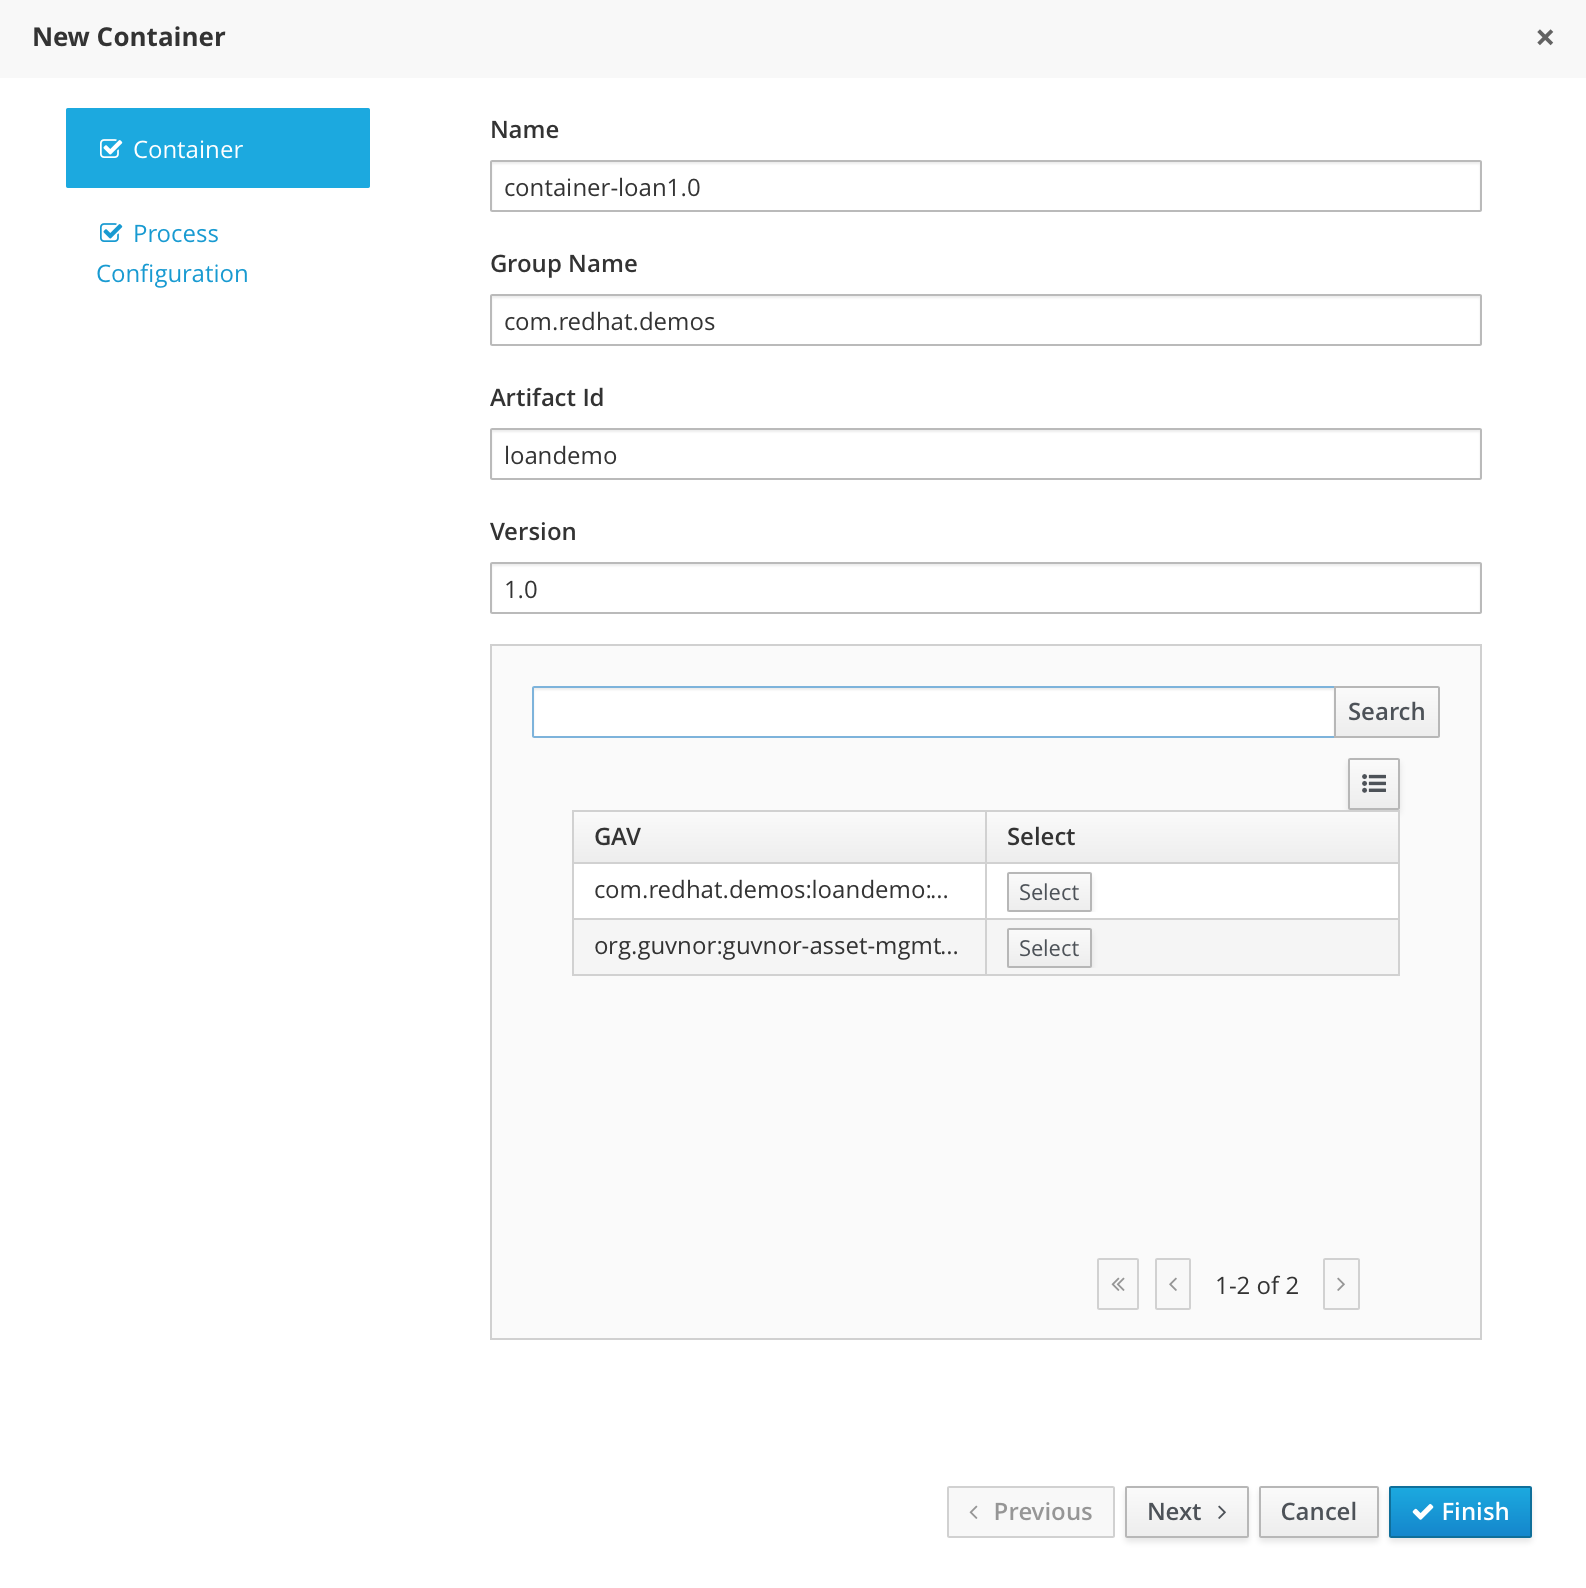 New Container
Container
Process
Configuration
Name
container-loan1.0
Group Name
com.redhat.demos
Artifact Id
loandemo
Version
1.0
Search
GAV Select
com.redhat.demos:loandemo:... Select
org.guvnor:guvnor-asset-mgmt... Select
1-2 of 2
Previous Next Cancel Finish